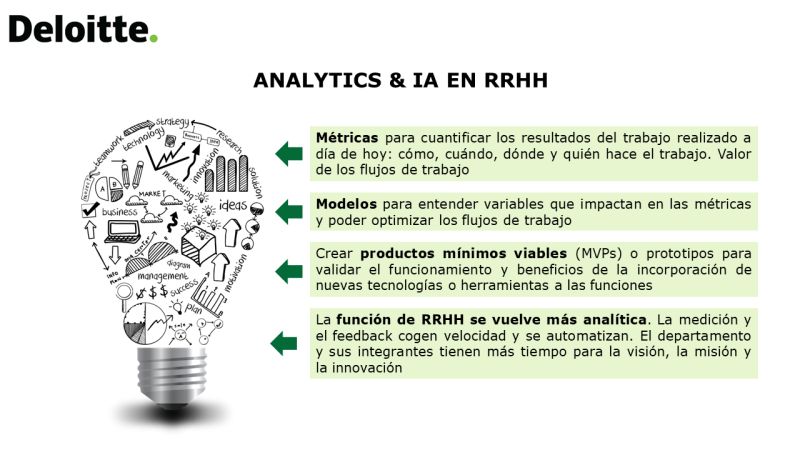 Deloitte.
ANALYTICS & IA EN RRHH
Métricas para cuantificar los resultados del trabajo realizado a
día de hoy: cómo, cuándo, dónde y quién hace el trabajo. Valor
de los flujos de trabajo
Modelos para entender variables que impactan en las métricas
y poder optimizar los flujos de trabajo
Crear productos mínimos viables (MVPs) o prototipos para
validar el funcionamiento y beneficios de la incorporación de
nuevas tecnologías o herramientas a las funciones
La función de RRHH se vuelve más analítica. La medición y
el feedback cogen velocidad y se automatizan. El departamento
y sus integrantes tienen más tiempo para la visión, la misión y
la innovación
strategy
teamwork
technology
research
innovation
solution
marketing
A
B
MARKET
business
ideas
diagram
management
motivation
$ $ $
success
plan